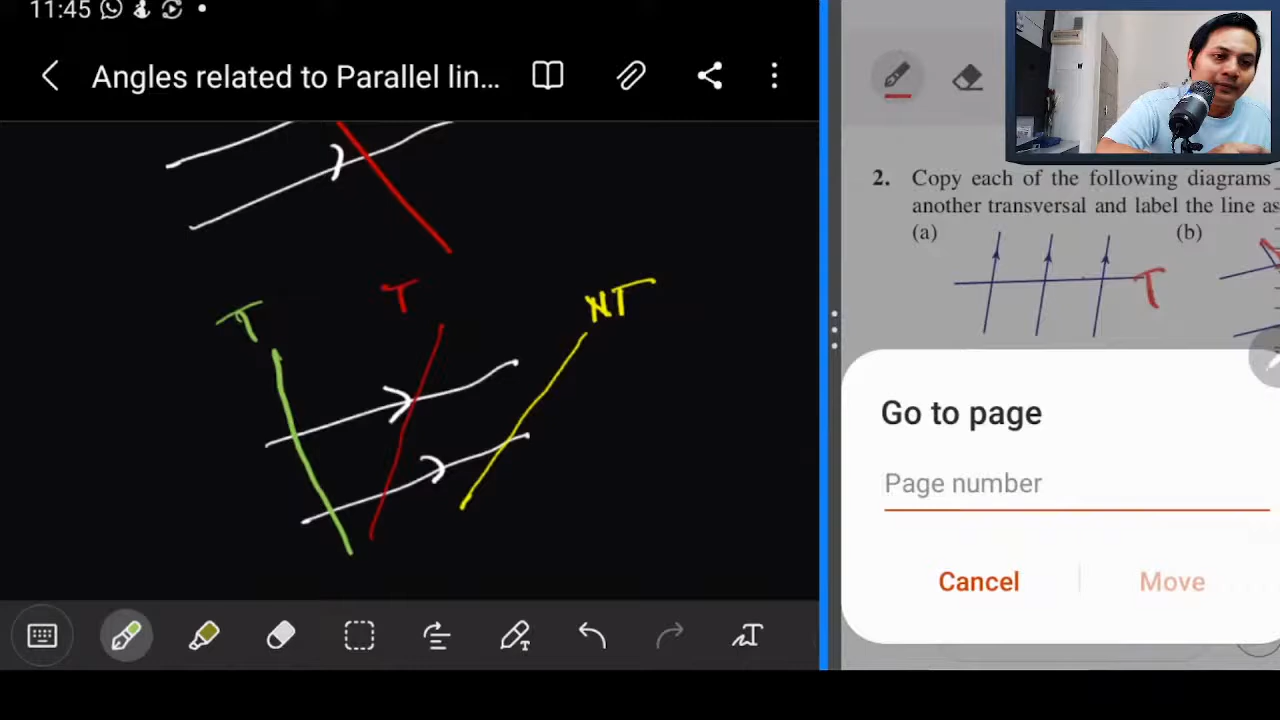 11:45
Angles related to Parallel lin...
T
T
NT
2. Copy each of the following diagrams
another transversal and label the line as
(a)
(b)
T
Go to page
Page number
Cancel
Move